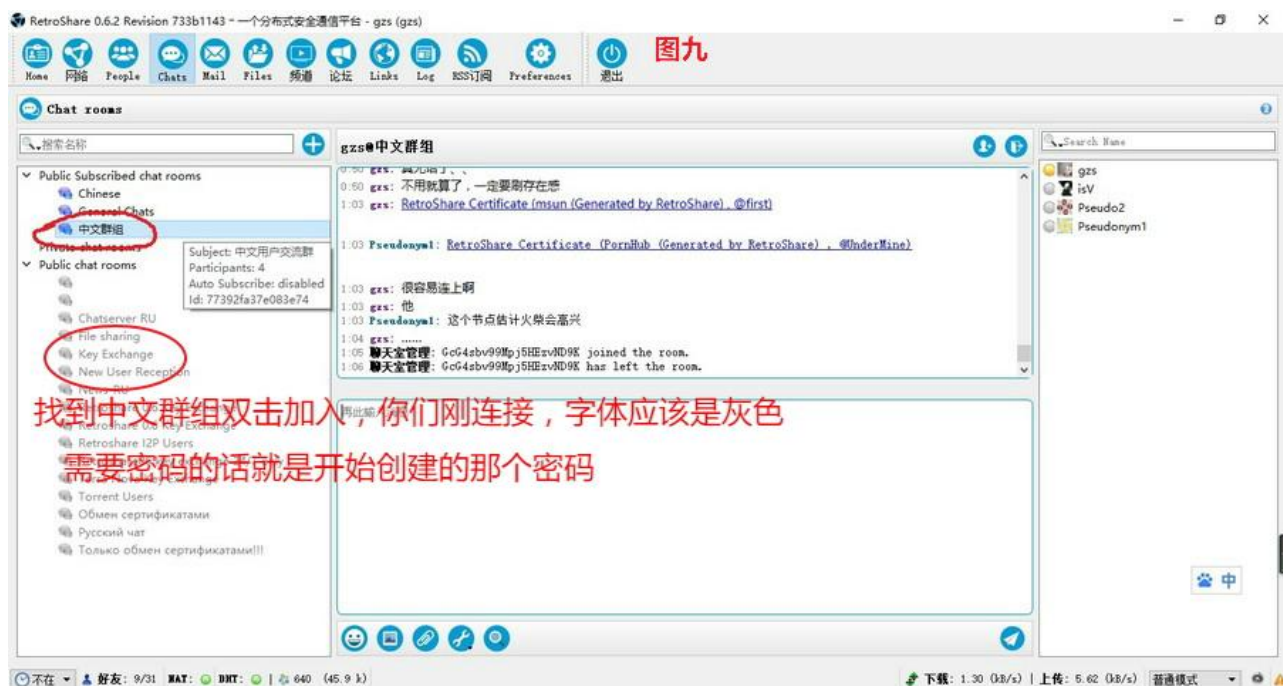 RetroShare 0.6.2 Revision 733b1143 - 一个分布式安全通信平台 - gzs (gzs)
图九
Home 网络 People Chats Mail Files 频道 论坛 Links Log RSS订阅 Preferences 退出
Chat rooms
搜索名称
gzs@中文群组
Search Name
Public Subscribed chat rooms
Chinese
General Chats
中文群组
Private chat rooms
Public chat rooms
Subject: 中文用户交流群
Participants: 4
Auto Subscribe: disabled
Id: 77392fa37e083e74
Chatserver RU
File sharing
Key Exchange
New User Reception
News RU
Retroshare I2P Users
Torrent Users
Обмен сертификатами
Русский чат
Только обмен сертификатами!!!
0:50 gzs:
0:50 gzs: 不用就算了，一定要刷存在感
1:03 gzs: RetroShare Certificate (msun (Generated by RetroShare) , @first)
1:03 Pseudonym1: RetroShare Certificate (PornHub (Generated by RetroShare) , @UnderMine)
1:03 gzs: 很容易连上啊
1:03 gzs: 他
1:03 Pseudonym1: 这个节点估计火柴会高兴
1:04 gzs: ......
1:05 聊天室管理: GcG4sbv99Mpj5HEzvND9K joined the room.
1:06 聊天室管理: GcG4sbv99Mpj5HEzvND9K has left the room.
gzs
isV
Pseudo2
Pseudonym1
找到中文群组双击加入，你们刚连接，字体应该是灰色
需要密码的话就是开始创建的那个密码
中
不在 好友: 9/31 NAT: DHT: | 640 (45.9 k) 下载: 1.30 (kB/s) | 上传: 5.62 (kB/s) 普通模式